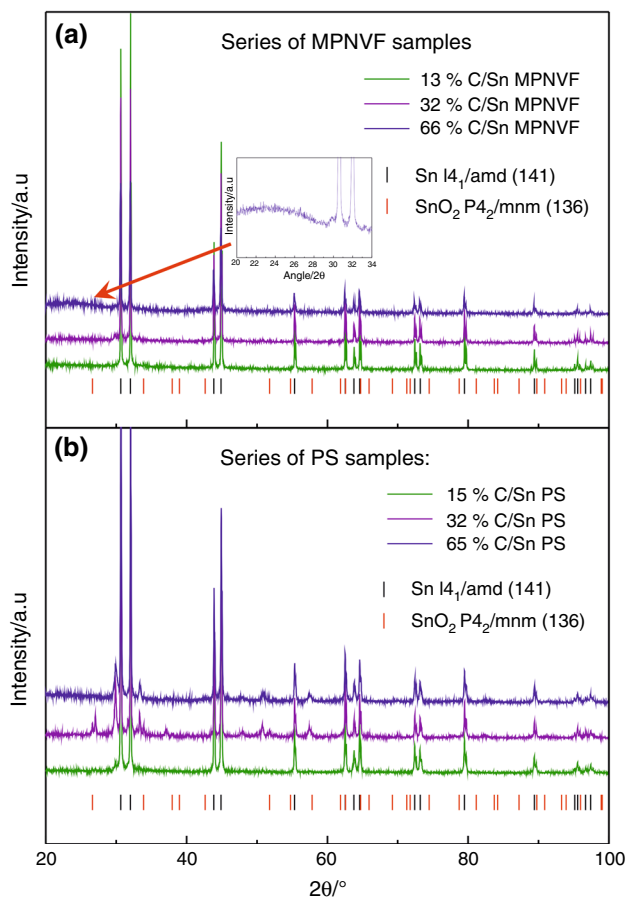 (a)
Series of MPNVF samples
13 % C/Sn MPNVF
32 % C/Sn MPNVF
66 % C/Sn MPNVF
Sn I4₁/amd (141)
SnO₂ P4₂/mnm (136)
Intensity/a.u
Intensity/a.u
20 22 24 26 28 30 32 34
Angle/2θ
(b)
Series of PS samples:
15 % C/Sn PS
32 % C/Sn PS
65 % C/Sn PS
Sn I4₁/amd (141)
SnO₂ P4₂/mnm (136)
Intensity/a.u
20 40 60 80 100
2θ/°